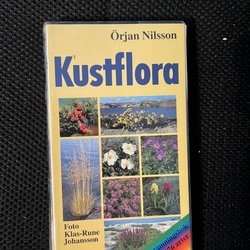 Örjan Nilsson
Kustflora
Foto
Klas-Rune
Johansson